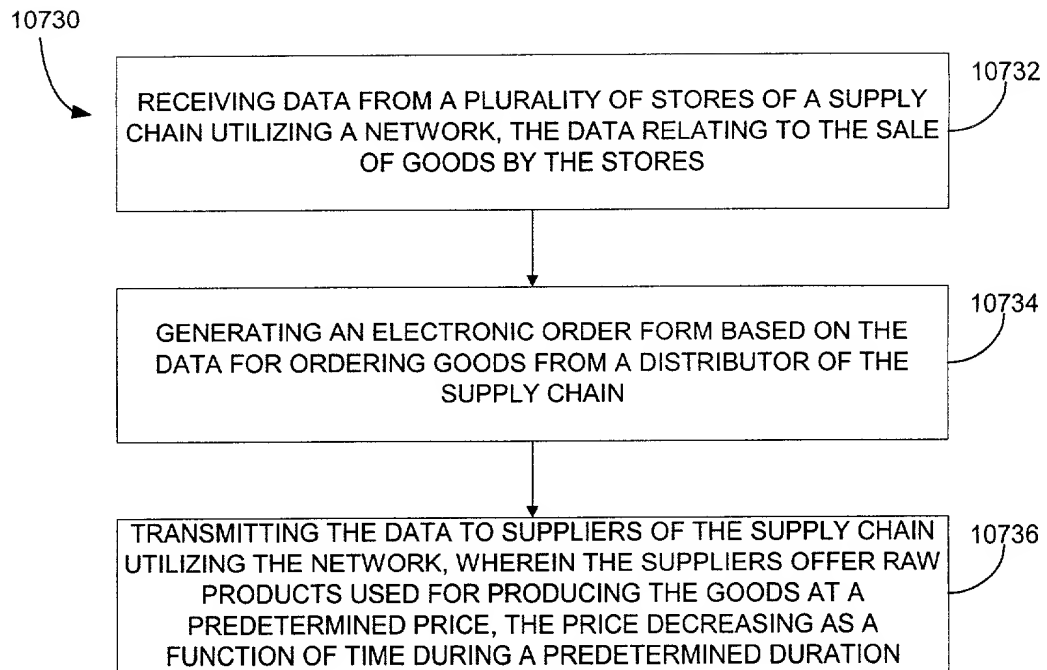 10730
10732
RECEIVING DATA FROM A PLURALITY OF STORES OF A SUPPLY
CHAIN UTILIZING A NETWORK, THE DATA RELATING TO THE SALE
OF GOODS BY THE STORES
10734
GENERATING AN ELECTRONIC ORDER FORM BASED ON THE
DATA FOR ORDERING GOODS FROM A DISTRIBUTOR OF THE
SUPPLY CHAIN
10736
TRANSMITTING THE DATA TO SUPPLIERS OF THE SUPPLY CHAIN
UTILIZING THE NETWORK, WHEREIN THE SUPPLIERS OFFER RAW
PRODUCTS USED FOR PRODUCING THE GOODS AT A
PREDETERMINED PRICE, THE PRICE DECREASING AS A
FUNCTION OF TIME DURING A PREDETERMINED DURATION